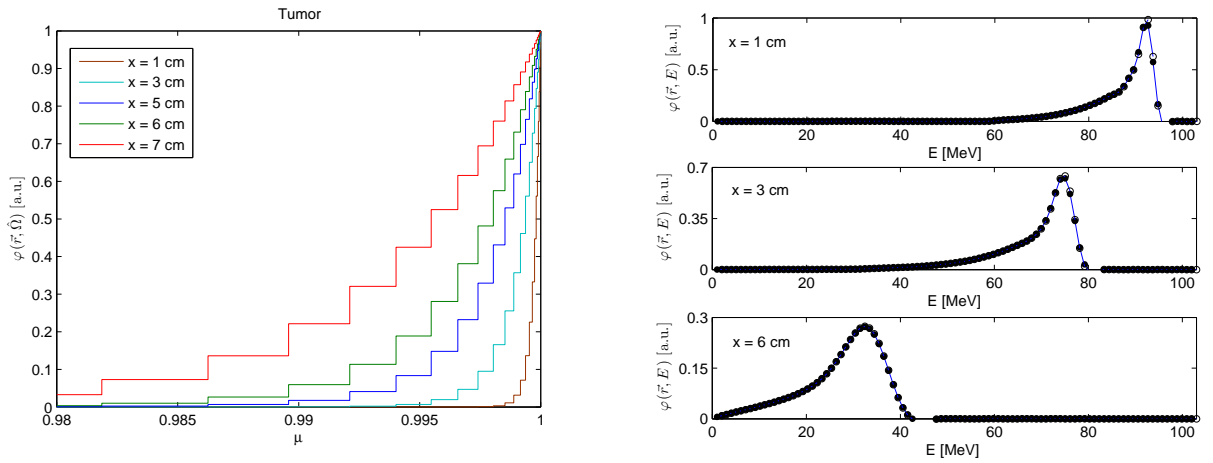 Tumor
φ(r⃗, Ω̂) [a.u.]
1
0.9
0.8
0.7
0.6
0.5
0.4
0.3
0.2
0.1
0
x = 1 cm
x = 3 cm
x = 5 cm
x = 6 cm
x = 7 cm
0.98 0.985 0.99 0.995 1
μ
φ(r⃗, E) [a.u.]
1
0.5
0
x = 1 cm
0 20 40 60 80 100
E [MeV]
φ(r⃗, E) [a.u.]
0.7
0.35
0
x = 3 cm
0 20 40 60 80 100
E [MeV]
φ(r⃗, E) [a.u.]
0.3
0.15
0
x = 6 cm
0 20 40 60 80 100
E [MeV]